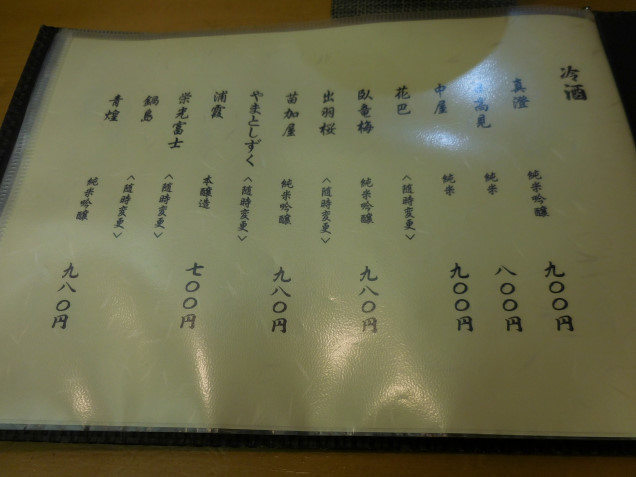 冷酒
真澄 純米吟醸 九〇〇円
高見 純米 八〇〇円
中屋 純米 九〇〇円
花巴 <随時変更>
臥竜梅 純米吟醸 九八〇円
出羽桜 <随時変更>
苗加屋 純米吟醸 九八〇円
やまとしずく <随時変更>
浦霞 本醸造 七〇〇円
栄光富士 <随時変更>
鍋島 <随時変更>
青煌 純米吟醸 九八〇円